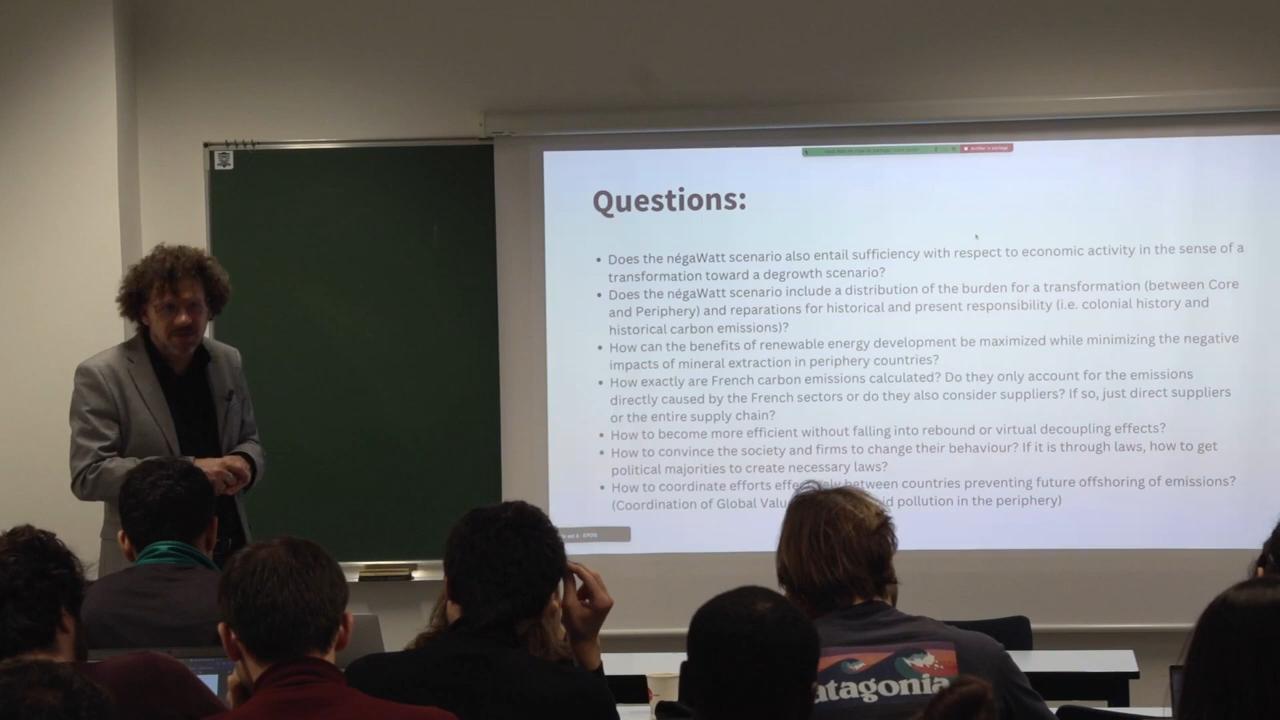 Questions:
• Does the négaWatt scenario also entail sufficiency with respect to economic activity in the sense of a
transformation toward a degrowth scenario?
• Does the négaWatt scenario include a distribution of the burden for a transformation (between Core
and Periphery) and reparations for historical and present responsibility (i.e. colonial history and
historical carbon emissions)?
• How can the benefits of renewable energy development be maximized while minimizing the negative
impacts of mineral extraction in periphery countries?
• How exactly are French carbon emissions calculated? Do they only account for the emissions
directly caused by the French sectors or do they also consider suppliers? If so, just direct suppliers
or the entire supply chain?
• How to become more efficient without falling into rebound or virtual decoupling effects?
• How to convince the society and firms to change their behaviour? If it is through laws, how to get
political majorities to create necessary laws?
• How to coordinate efforts between countries preventing future offshoring of emissions?
(Coordination of Global pollution in the periphery)
atagonia